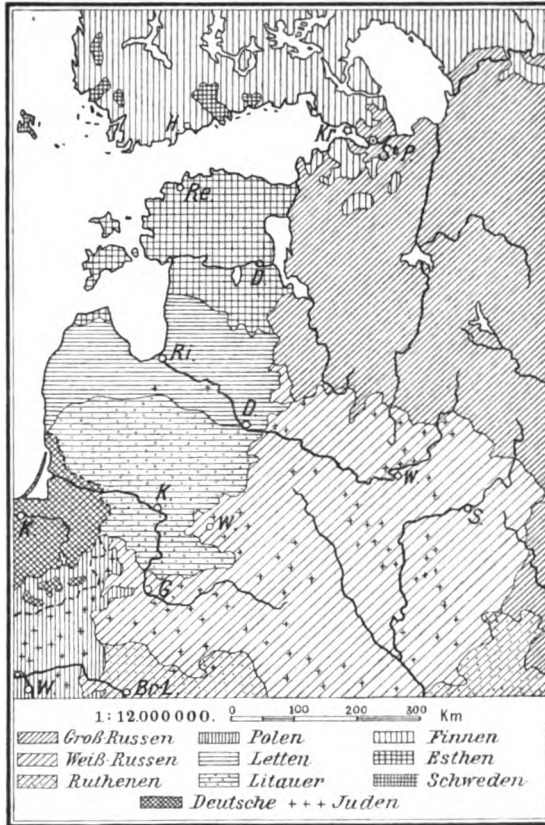 H.
Kr.
St.P.
Re.
D.
Ri.
D.
W.
K.
W.
S.
K
G.
W.
Br.L.
1:12.000000. 0 100 200 300 Km
Groß-Russen Polen Finnen
Weiß-Russen Letten Esthen
Ruthenen Litauer Schweden
Deutsche +++ Juden